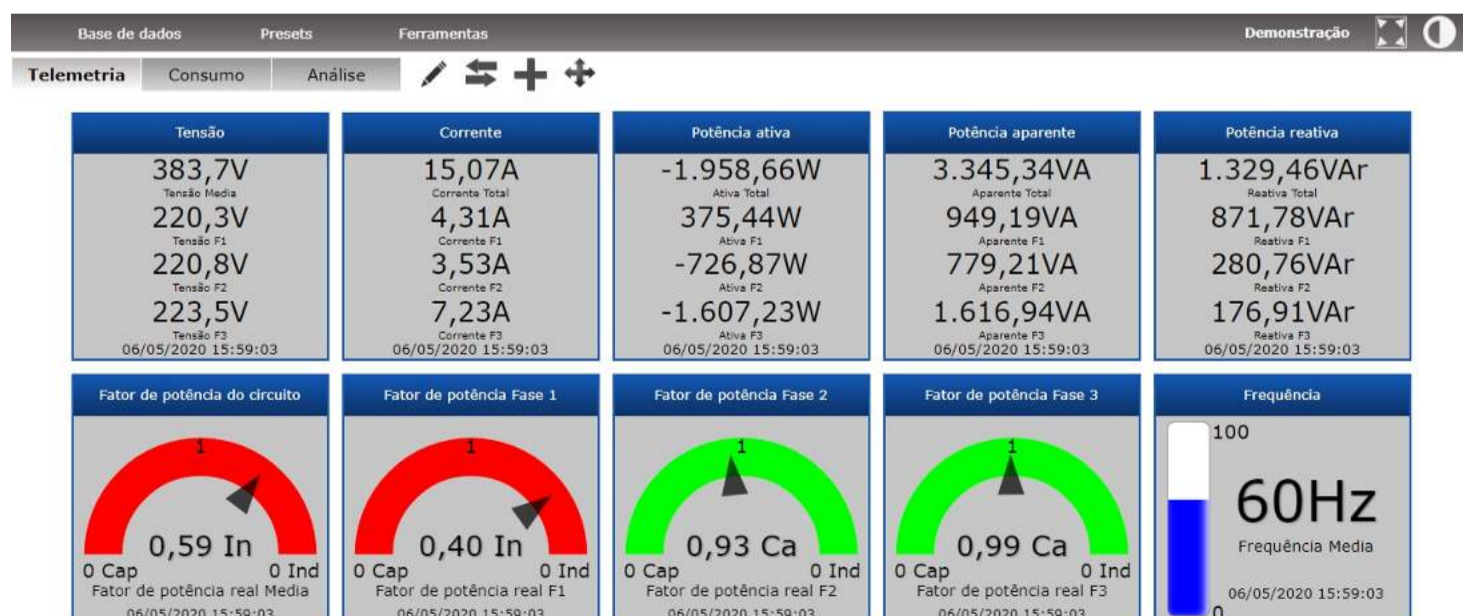 Base de dados Presets Ferramentas Demonstração
Telemetria Consumo Análise
Tensão
383,7V
Tensão Media
220,3V
Tensão F1
220,8V
Tensão F2
223,5V
Tensão F3
06/05/2020 15:59:03
Corrente
15,07A
Corrente Total
4,31A
Corrente F1
3,53A
Corrente F2
7,23A
Corrente F3
06/05/2020 15:59:03
Potência ativa
-1.958,66W
Ativa Total
375,44W
Ativa F1
-726,87W
Ativa F2
-1.607,23W
Ativa F3
06/05/2020 15:59:03
Potência aparente
3.345,34VA
Aparente Total
949,19VA
Aparente F1
779,21VA
Aparente F2
1.616,94VA
Aparente F3
06/05/2020 15:59:03
Potência reativa
1.329,46VAr
Reativa Total
871,78VAr
Reativa F1
280,76VAr
Reativa F2
176,91VAr
Reativa F3
06/05/2020 15:59:03
Fator de potência do circuito
1
0,59 In
0 Cap 0 Ind
Fator de potência real Media
06/05/2020 15:59:03
Fator de potência Fase 1
1
0,40 In
0 Cap 0 Ind
Fator de potência real F1
06/05/2020 15:59:03
Fator de potência Fase 2
1
0,93 Ca
0 Cap 0 Ind
Fator de potência real F2
06/05/2020 15:59:03
Fator de potência Fase 3
1
0,99 Ca
0 Cap 0 Ind
Fator de potência real F3
06/05/2020 15:59:03
Frequência
100
60Hz
Frequência Media
06/05/2020 15:59:03
0